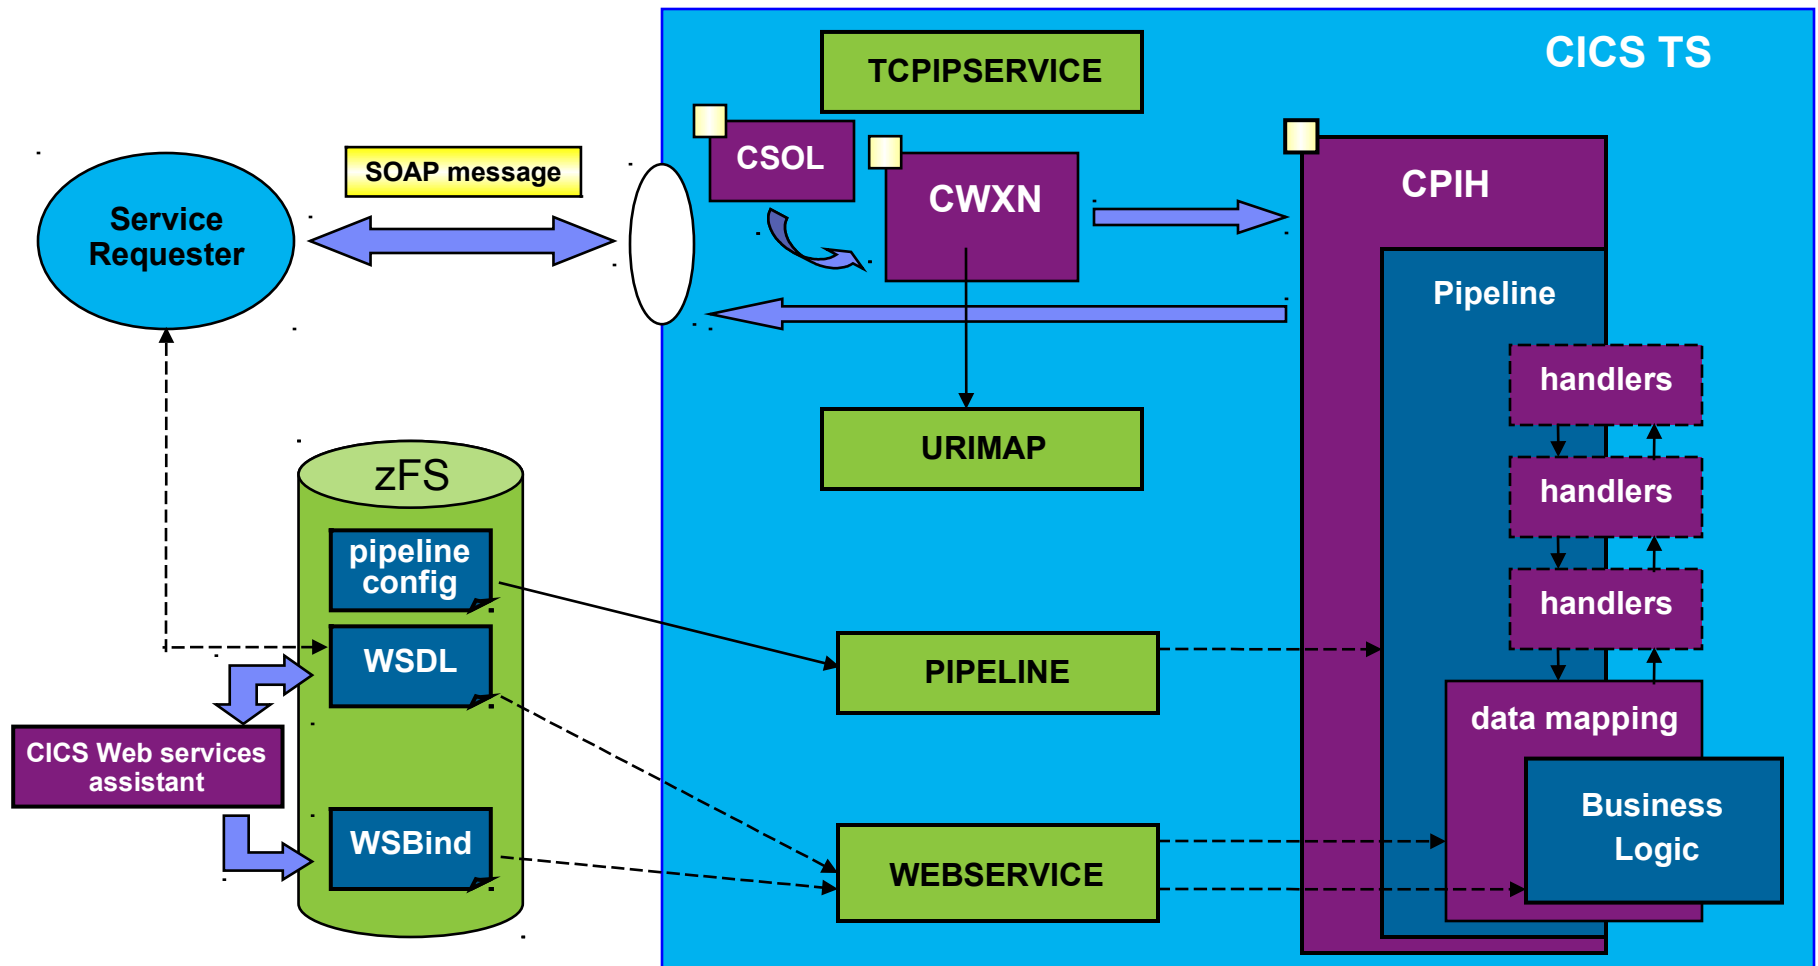 CICS TS
TCPIPSERVICE
CSOL
SOAP message
CWXN
CPIH
Service
Requester
Pipeline
handlers
URIMAP
zFS
handlers
pipeline
config
handlers
WSDL
PIPELINE
data mapping
CICS Web services
assistant
Business
Logic
WSBind
WEBSERVICE